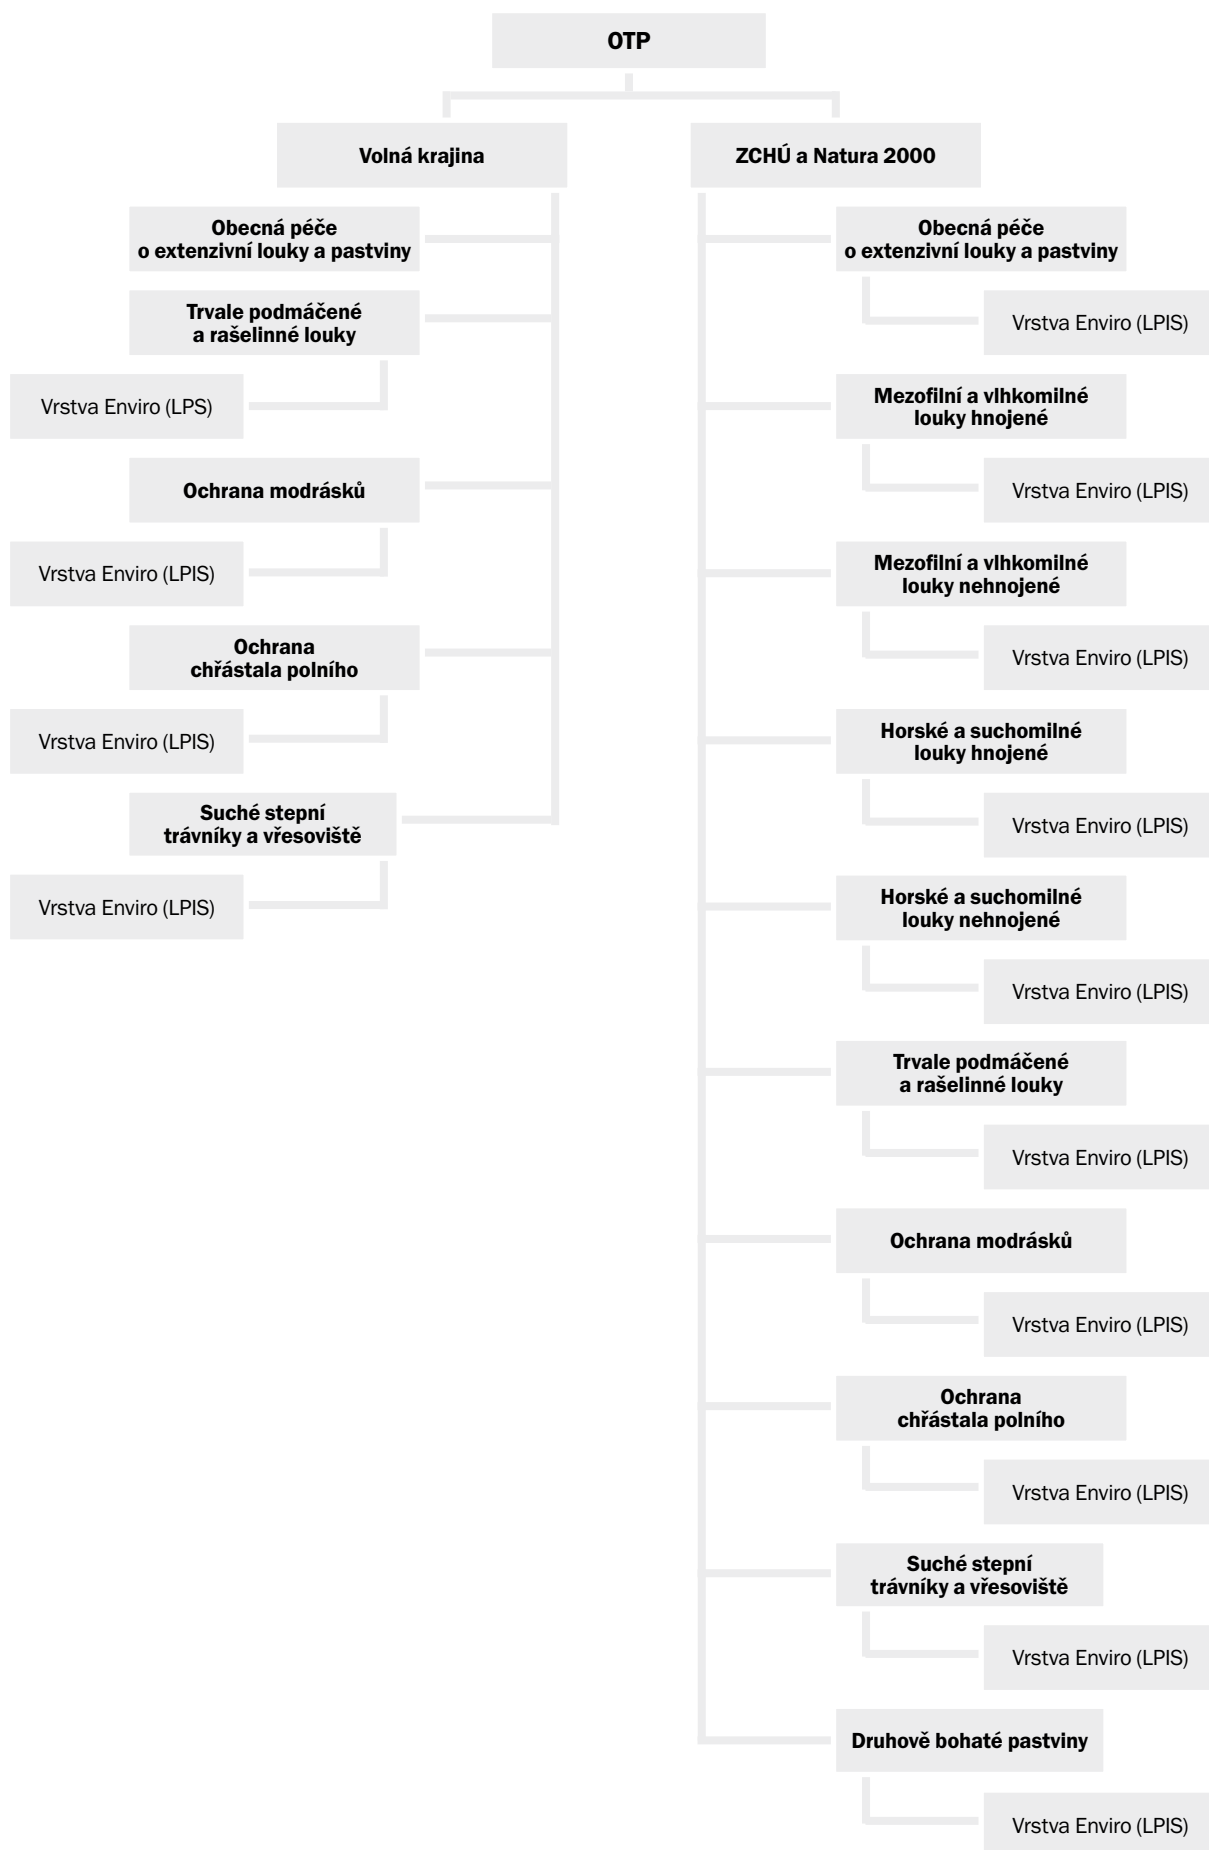 OTP
Volná krajina
Obecná péče
o extenzivní louky a pastviny
Trvale podmáčené
a rašelinné louky
Vrstva Enviro (LPS)
Ochrana modrásků
Vrstva Enviro (LPIS)
Ochrana
chřástala polního
Vrstva Enviro (LPIS)
Suché stepní
trávníky a vřesoviště
Vrstva Enviro (LPIS)
ZCHÚ a Natura 2000
Obecná péče
o extenzivní louky a pastviny
Vrstva Enviro (LPIS)
Mezofilní a vlhkomilné
louky hnojené
Vrstva Enviro (LPIS)
Mezofilní a vlhkomilné
louky nehnojené
Vrstva Enviro (LPIS)
Horské a suchomilné
louky hnojené
Vrstva Enviro (LPIS)
Horské a suchomilné
louky nehnojené
Vrstva Enviro (LPIS)
Trvale podmáčené
a rašelinné louky
Vrstva Enviro (LPIS)
Ochrana modrásků
Vrstva Enviro (LPIS)
Ochrana
chřástala polního
Vrstva Enviro (LPIS)
Suché stepní
trávníky a vřesoviště
Vrstva Enviro (LPIS)
Druhově bohaté pastviny
Vrstva Enviro (LPIS)